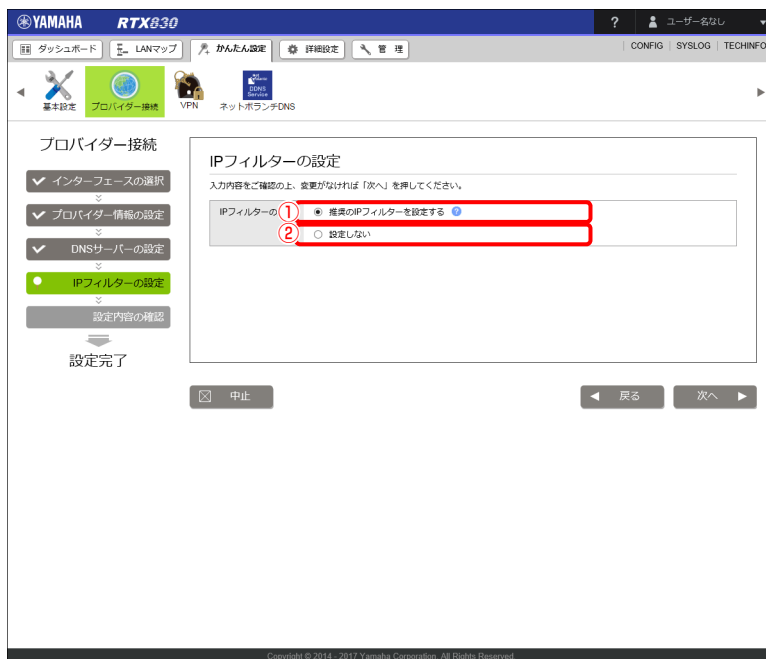 YAMAHA RTX830
? ユーザー名なし
ダッシュボード LANマップ かんたん設定 詳細設定 管 理 CONFIG SYSLOG TECHINFO
基本設定 プロバイダー接続 VPN Net Volante DDNS Service ネットボランチDNS
プロバイダー接続
インターフェースの選択
プロバイダー情報の設定
DNSサーバーの設定
IPフィルターの設定
設定内容の確認
設定完了
IPフィルターの設定
入力内容をご確認の上、変更がなければ「次へ」を押してください。
IPフィルターの ① 推奨のIPフィルターを設定する ?
② 設定しない
中止 戻る 次へ
Copyright © 2014 - 2017 Yamaha Corporation. All Rights Reserved.